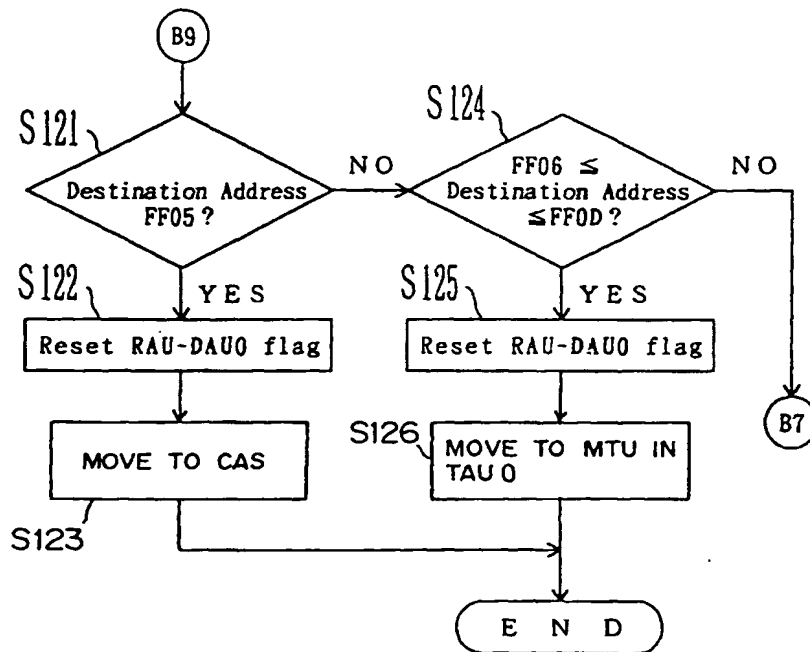 B9
S121
Destination Address
FF05?
NO
S124
FF06 ≦
Destination Address
≦FF0D?
NO
S122
YES
Reset RAU-DAU0 flag
S125
YES
Reset RAU-DAU0 flag
B7
MOVE TO CAS
S123
S126
MOVE TO MTU IN
TAU 0
END